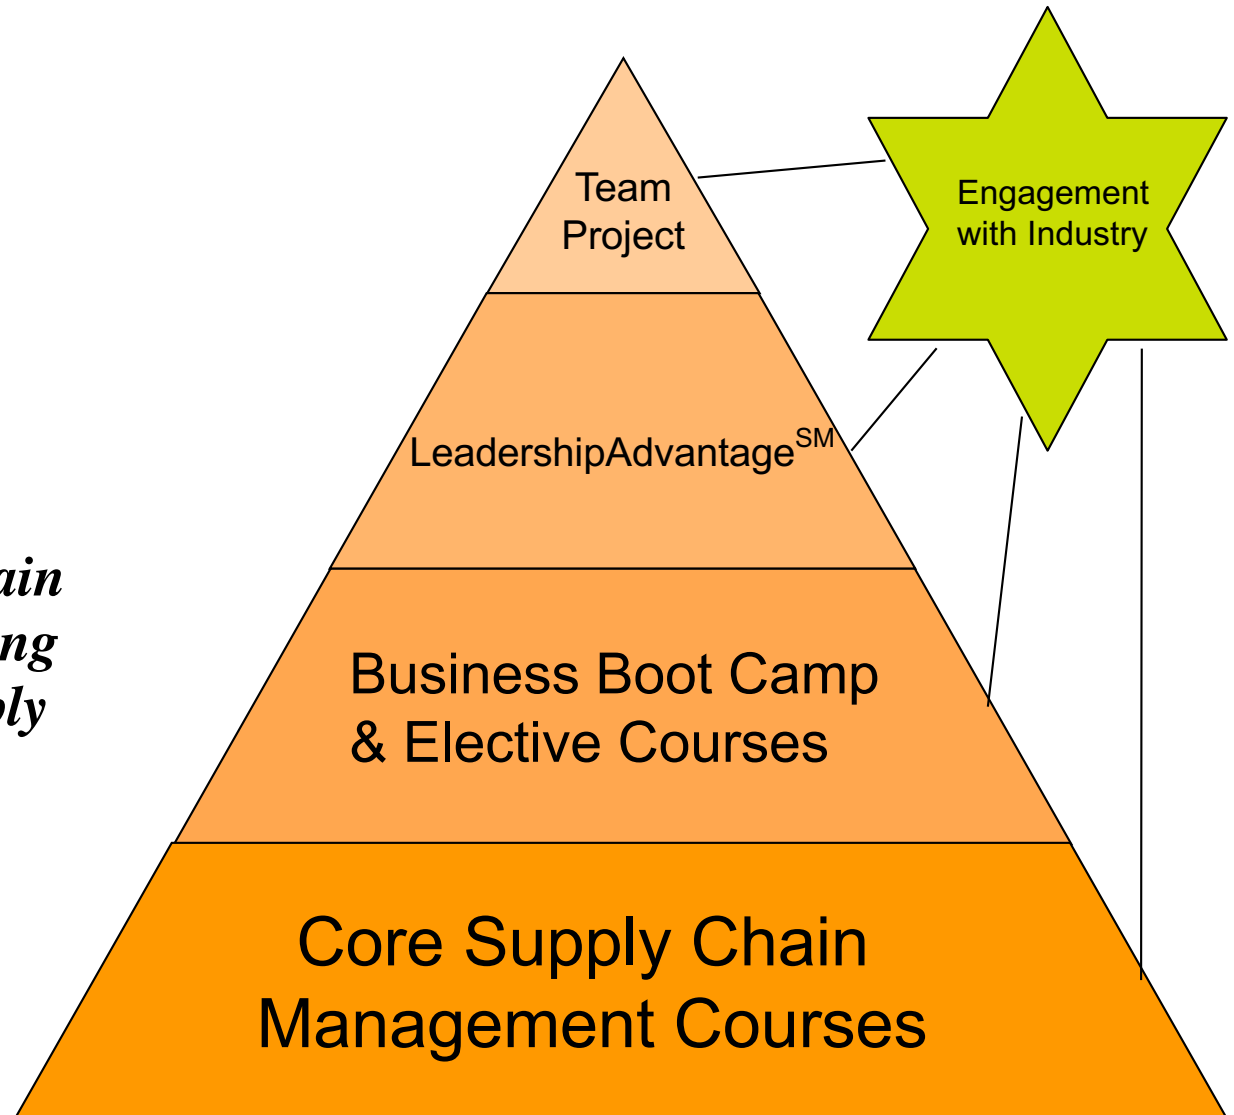 Team
Project
Engagement
with Industry
LeadershipAdvantage℠
Business Boot Camp
& Elective Courses
Core Supply Chain
Management Courses